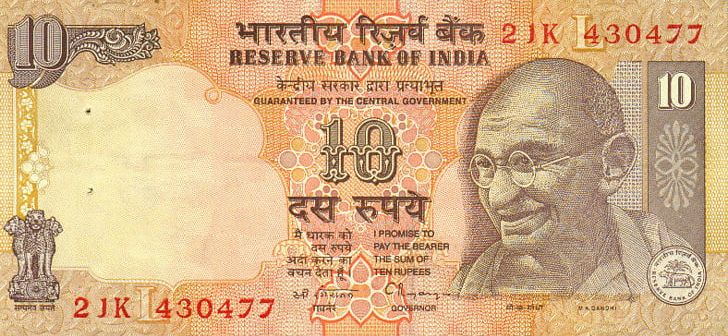 10
भारतीय रिज़र्व बैंक
2JK 430477
RESERVE BANK OF INDIA
केन्द्रीय सरकार द्वारा प्रत्याभूत
GUARANTEED BY THE CENTRAL GOVERNMENT
10
10
दस रुपये
मैं धारक को
दस रुपये
अदा करने का
वचन देता हूँ
I PROMISE TO
PAY THE BEARER
THE SUM OF
TEN RUPEES
गवर्नर
GOVERNOR
सत्यमेव जयते
2JK L 430477
M K GANDHI
भारतीय रिज़र्व बैंक
RESERVE BANK OF INDIA